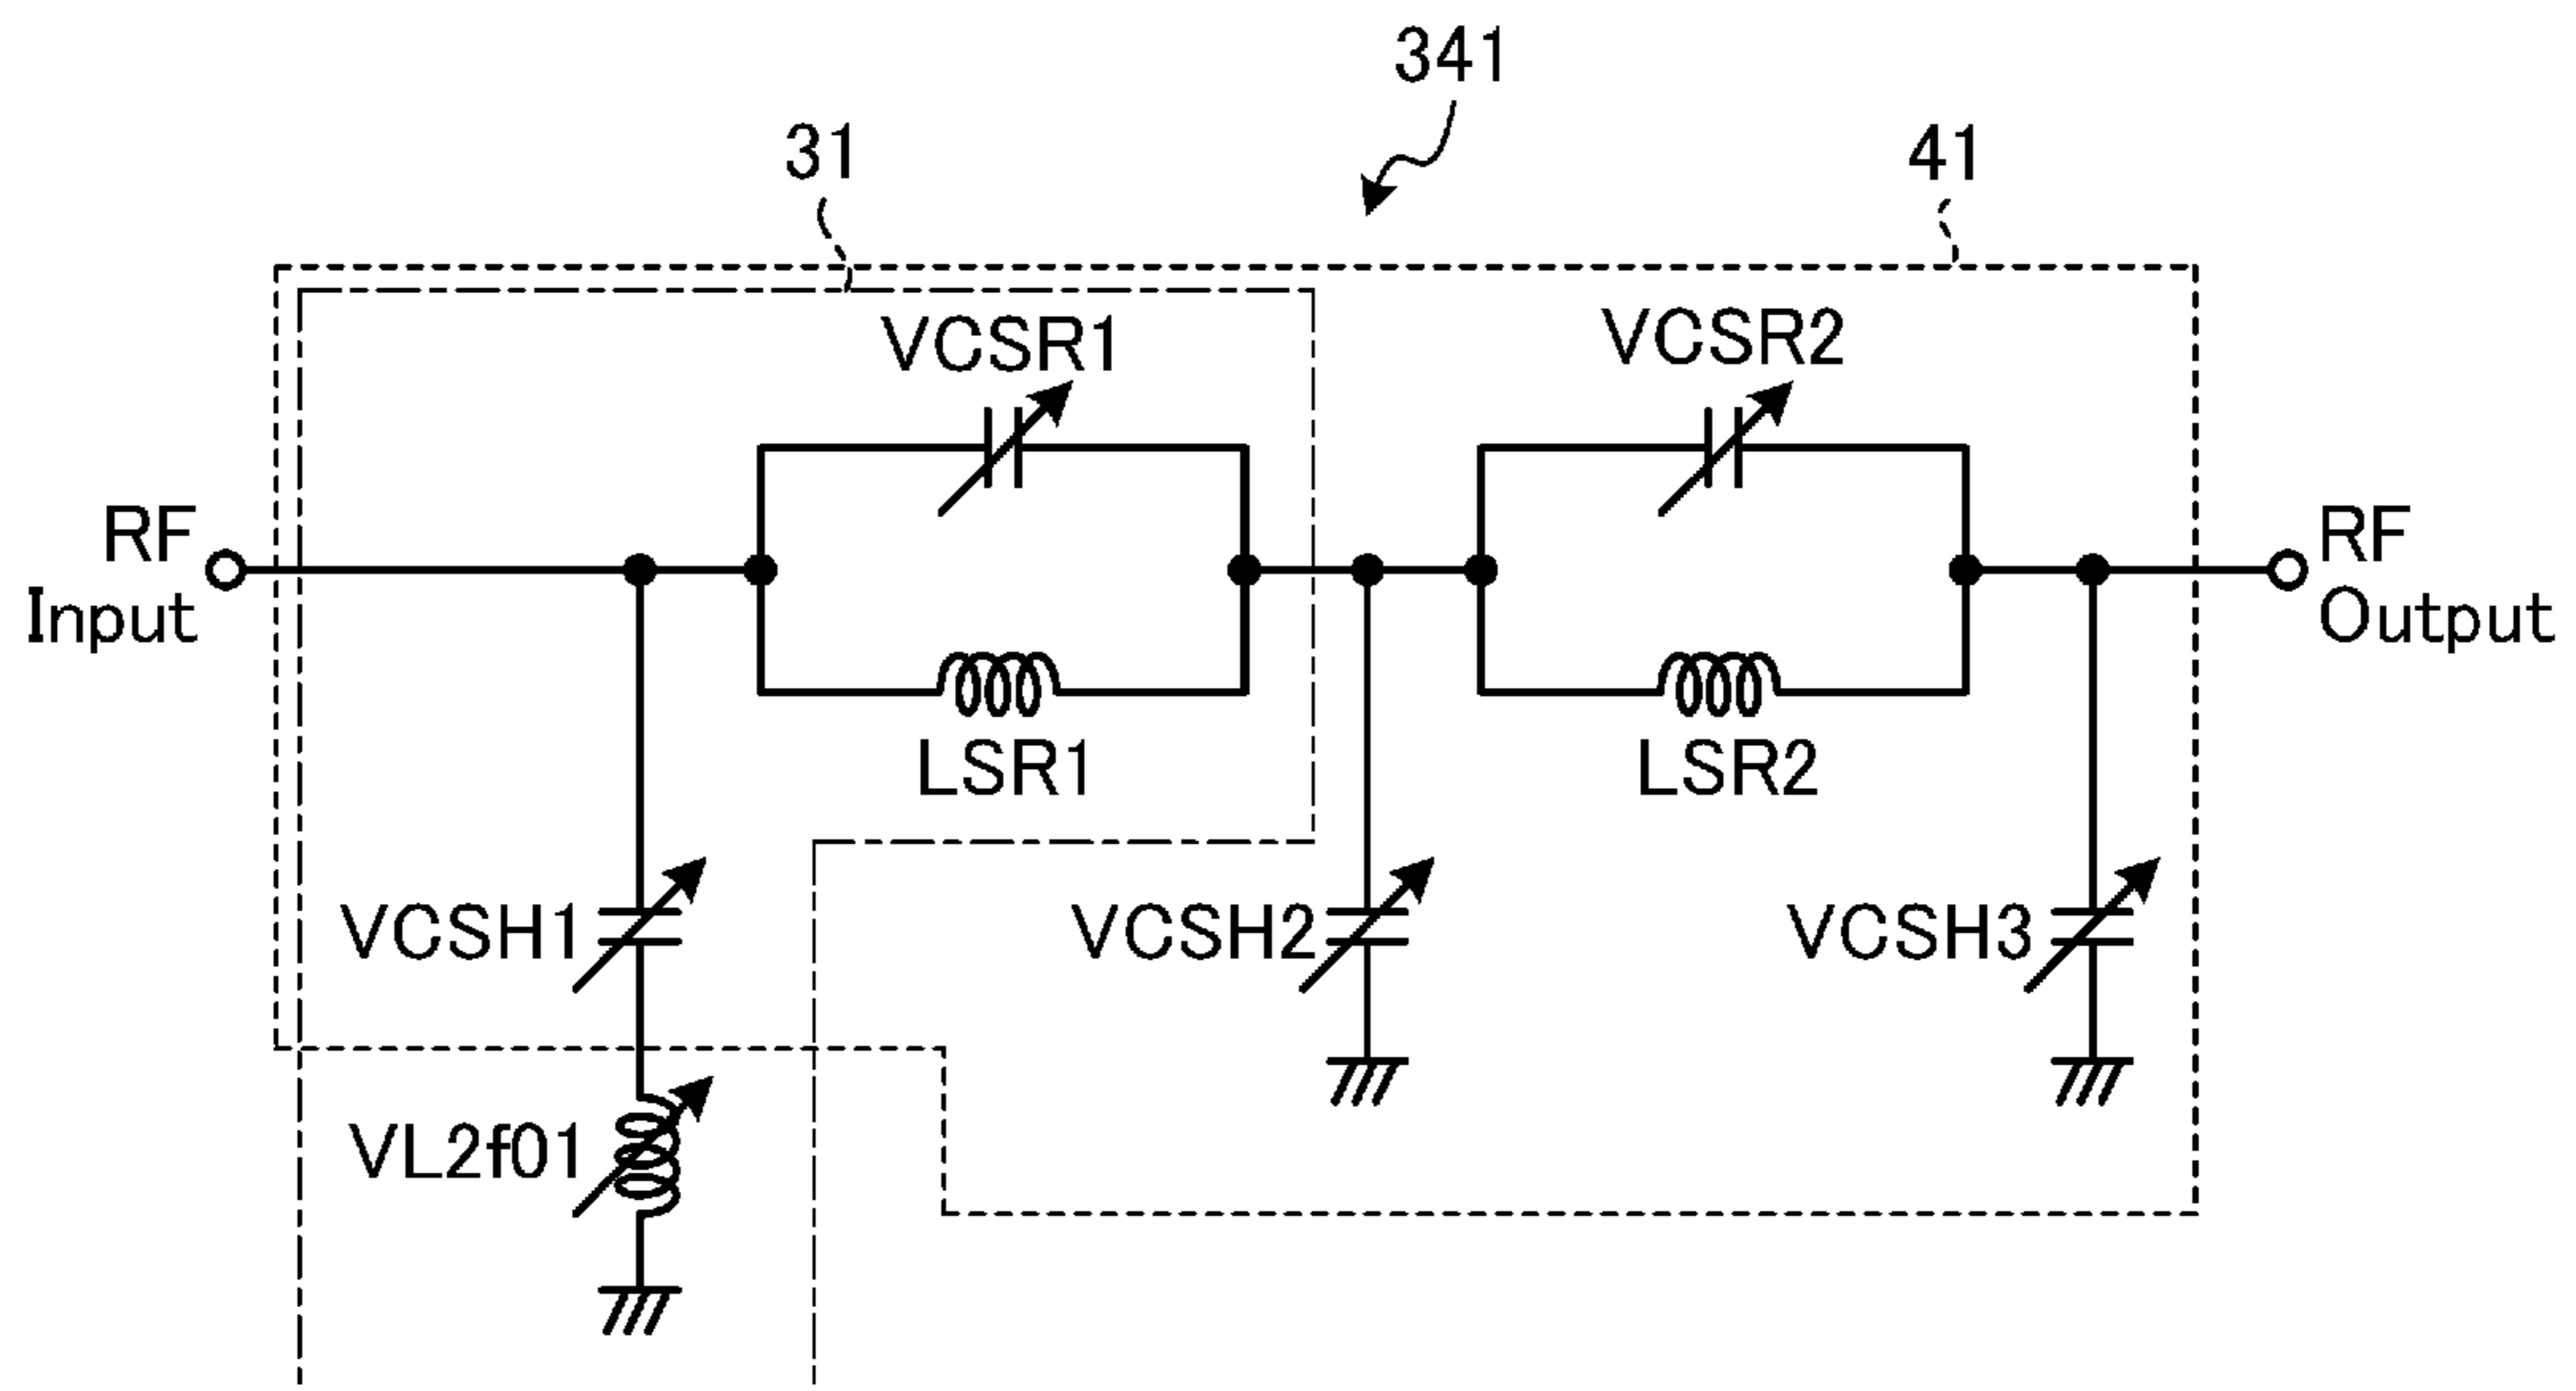 341
31
41
VCSR1
VCSR2
RF
Input
RF
Output
LSR1
LSR2
VCSH1
VCSH2
VCSH3
VL2f01